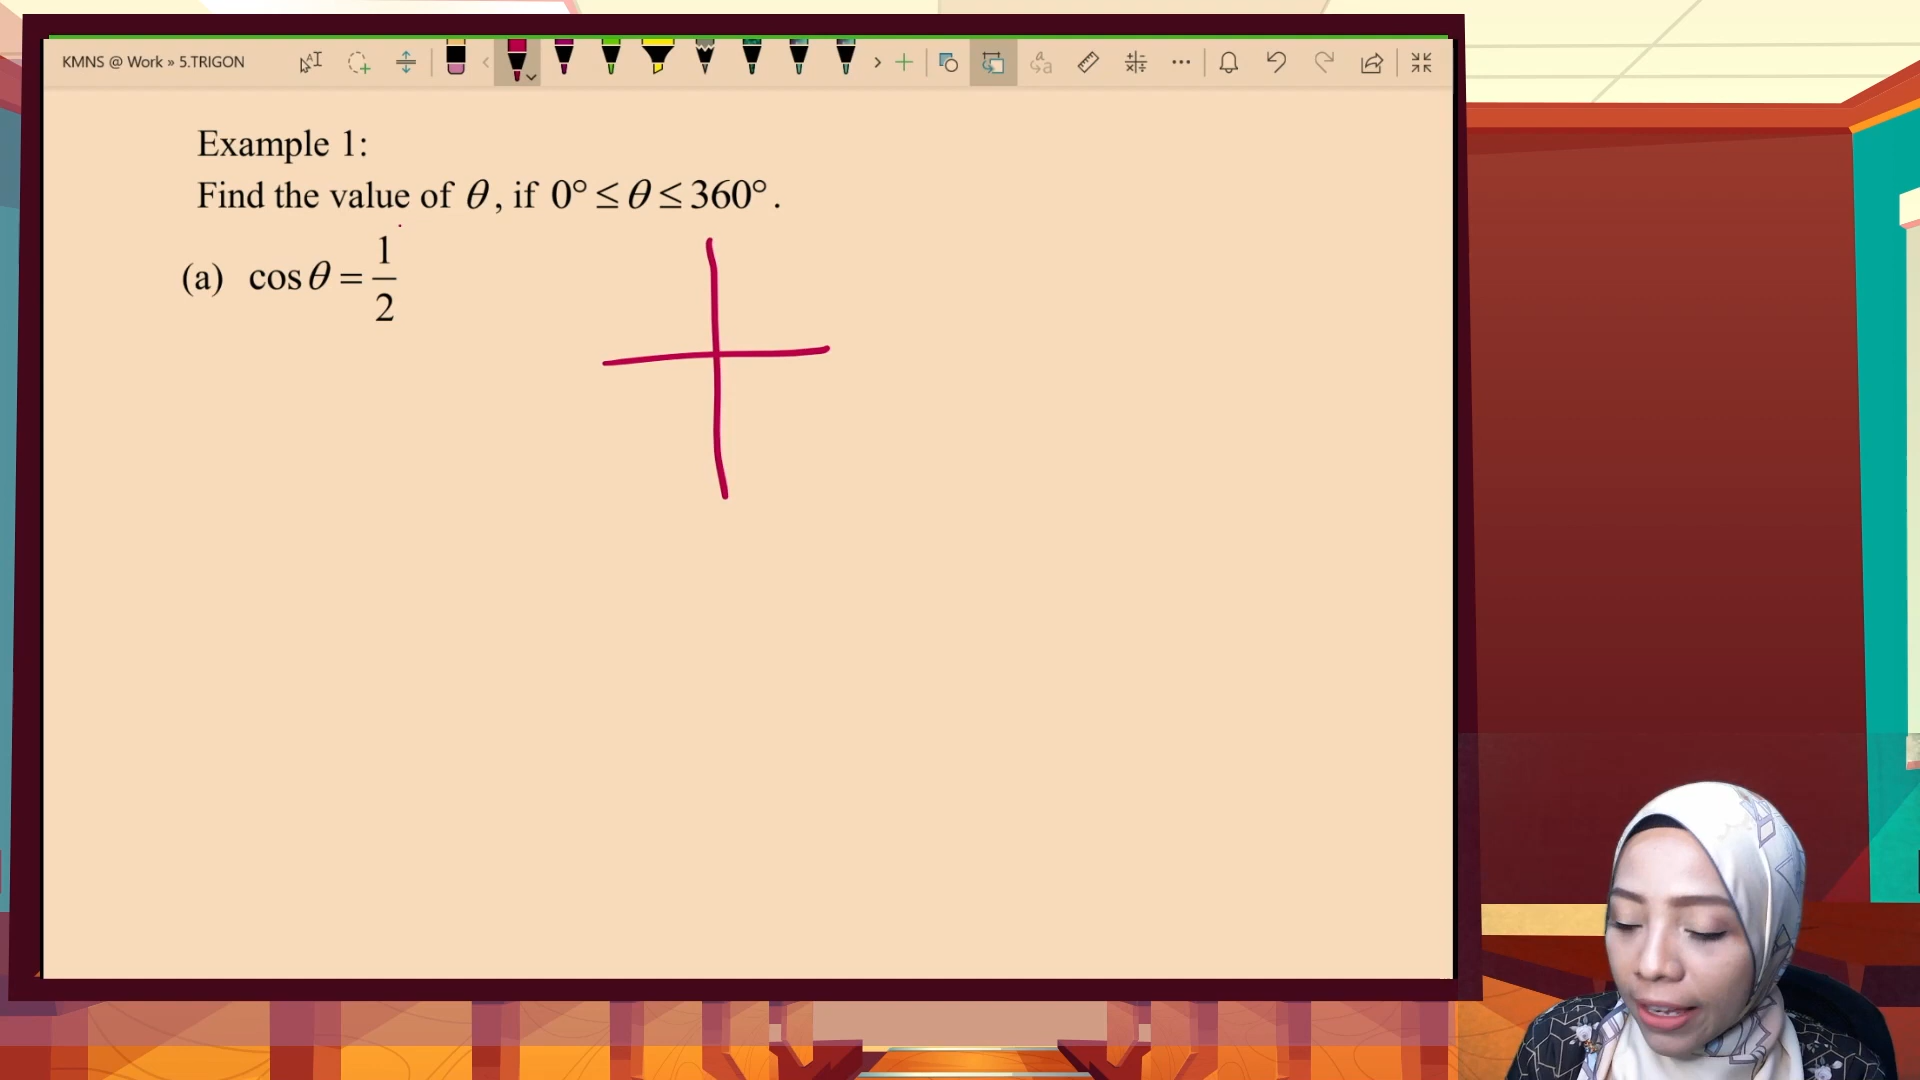 KMNS @ Work » 5.TRIGON
Example 1:
Find the value of θ, if 0° ≤ θ ≤ 360°.
(a) cos θ = 1/2